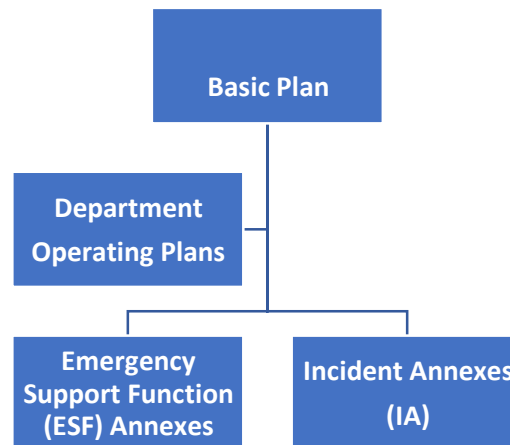 Basic Plan
Department
Operating Plans
Emergency
Support Function
(ESF) Annexes
Incident Annexes
(IA)